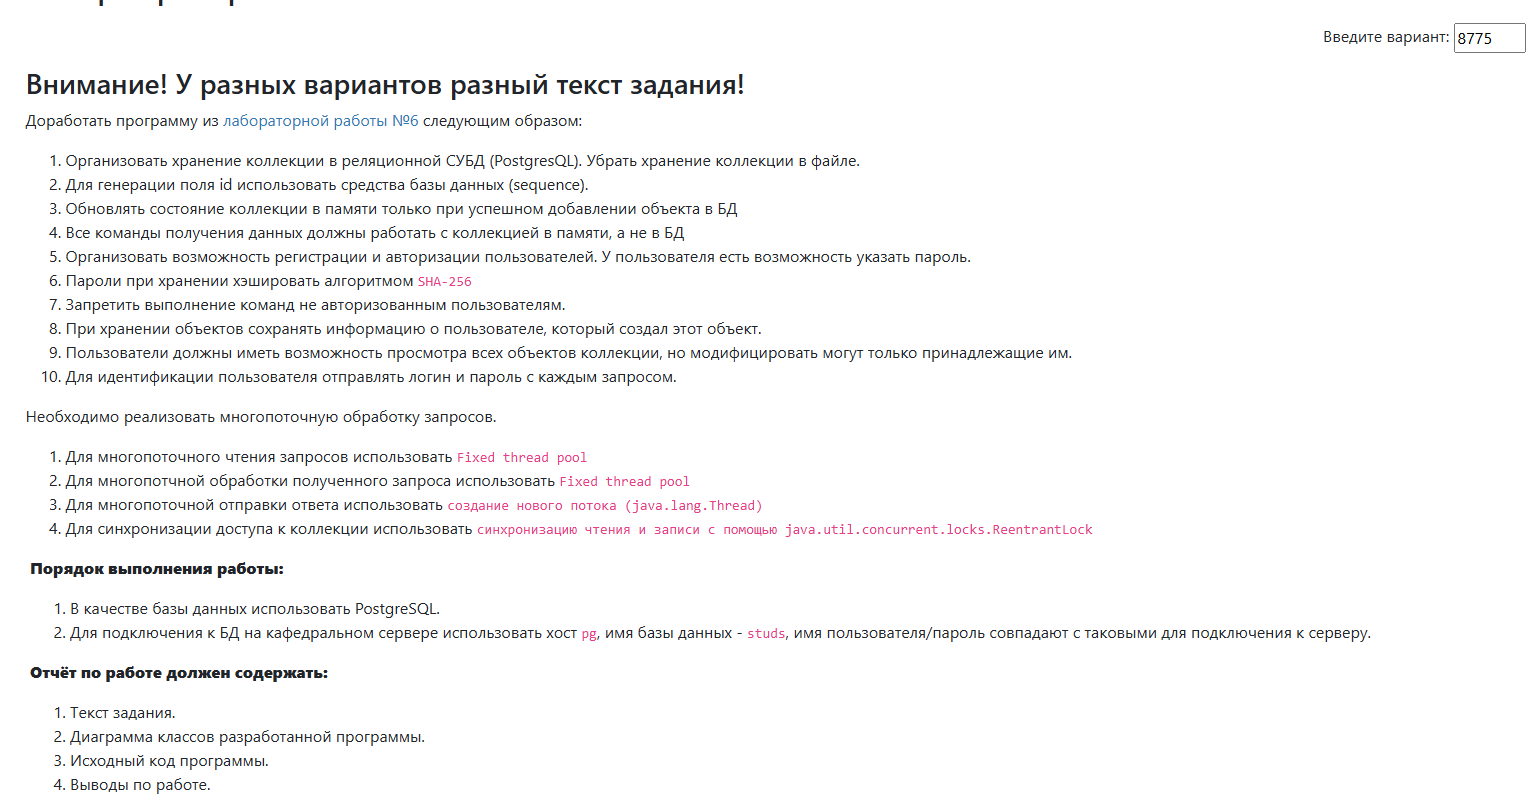 Введите вариант: 8775
Внимание! У разных вариантов разный текст задания!
Доработать программу из лабораторной работы №6 следующим образом:
1. Организовать хранение коллекции в реляционной СУБД (PostgresQL). Убрать хранение коллекции в файле.
2. Для генерации поля id использовать средства базы данных (sequence).
3. Обновлять состояние коллекции в памяти только при успешном добавлении объекта в БД
4. Все команды получения данных должны работать с коллекцией в памяти, а не в БД
5. Организовать возможность регистрации и авторизации пользователей. У пользователя есть возможность указать пароль.
6. Пароли при хранении хэшировать алгоритмом SHA-256
7. Запретить выполнение команд не авторизованным пользователям.
8. При хранении объектов сохранять информацию о пользователе, который создал этот объект.
9. Пользователи должны иметь возможность просмотра всех объектов коллекции, но модифицировать могут только принадлежащие им.
10. Для идентификации пользователя отправлять логин и пароль с каждым запросом.
Необходимо реализовать многопоточную обработку запросов.
1. Для многопоточного чтения запросов использовать Fixed thread pool
2. Для многопотчной обработки полученного запроса использовать Fixed thread pool
3. Для многопоточной отправки ответа использовать создание нового потока (java.lang.Thread)
4. Для синхронизации доступа к коллекции использовать синхронизацию чтения и записи с помощью java.util.concurrent.locks.ReentrantLock
Порядок выполнения работы:
1. В качестве базы данных использовать PostgreSQL.
2. Для подключения к БД на кафедральном сервере использовать хост pg, имя базы данных - studs, имя пользователя/пароль совпадают с таковыми для подключения к серверу.
Отчёт по работе должен содержать:
1. Текст задания.
2. Диаграмма классов разработанной программы.
3. Исходный код программы.
4. Выводы по работе.